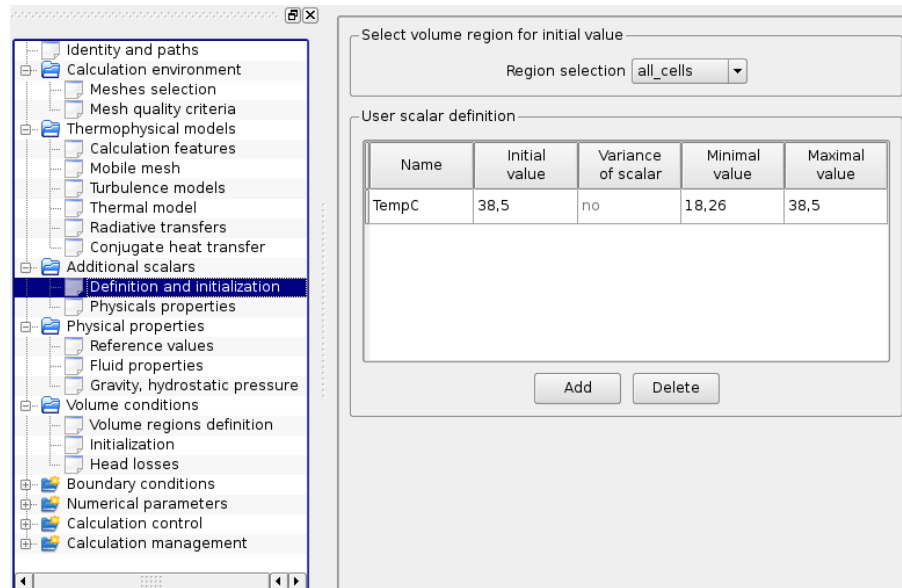 Identity and paths
Calculation environment
Meshes selection
Mesh quality criteria
Thermophysical models
Calculation features
Mobile mesh
Turbulence models
Thermal model
Radiative transfers
Conjugate heat transfer
Additional scalars
Definition and initialization
Physicals properties
Physical properties
Reference values
Fluid properties
Gravity, hydrostatic pressure
Volume conditions
Volume regions definition
Initialization
Head losses
Boundary conditions
Numerical parameters
Calculation control
Calculation management
Select volume region for initial value
Region selection all_cells
User scalar definition
Name Initial value Variance of scalar Minimal value Maximal value
TempC 38,5 no 18,26 38,5
Add Delete